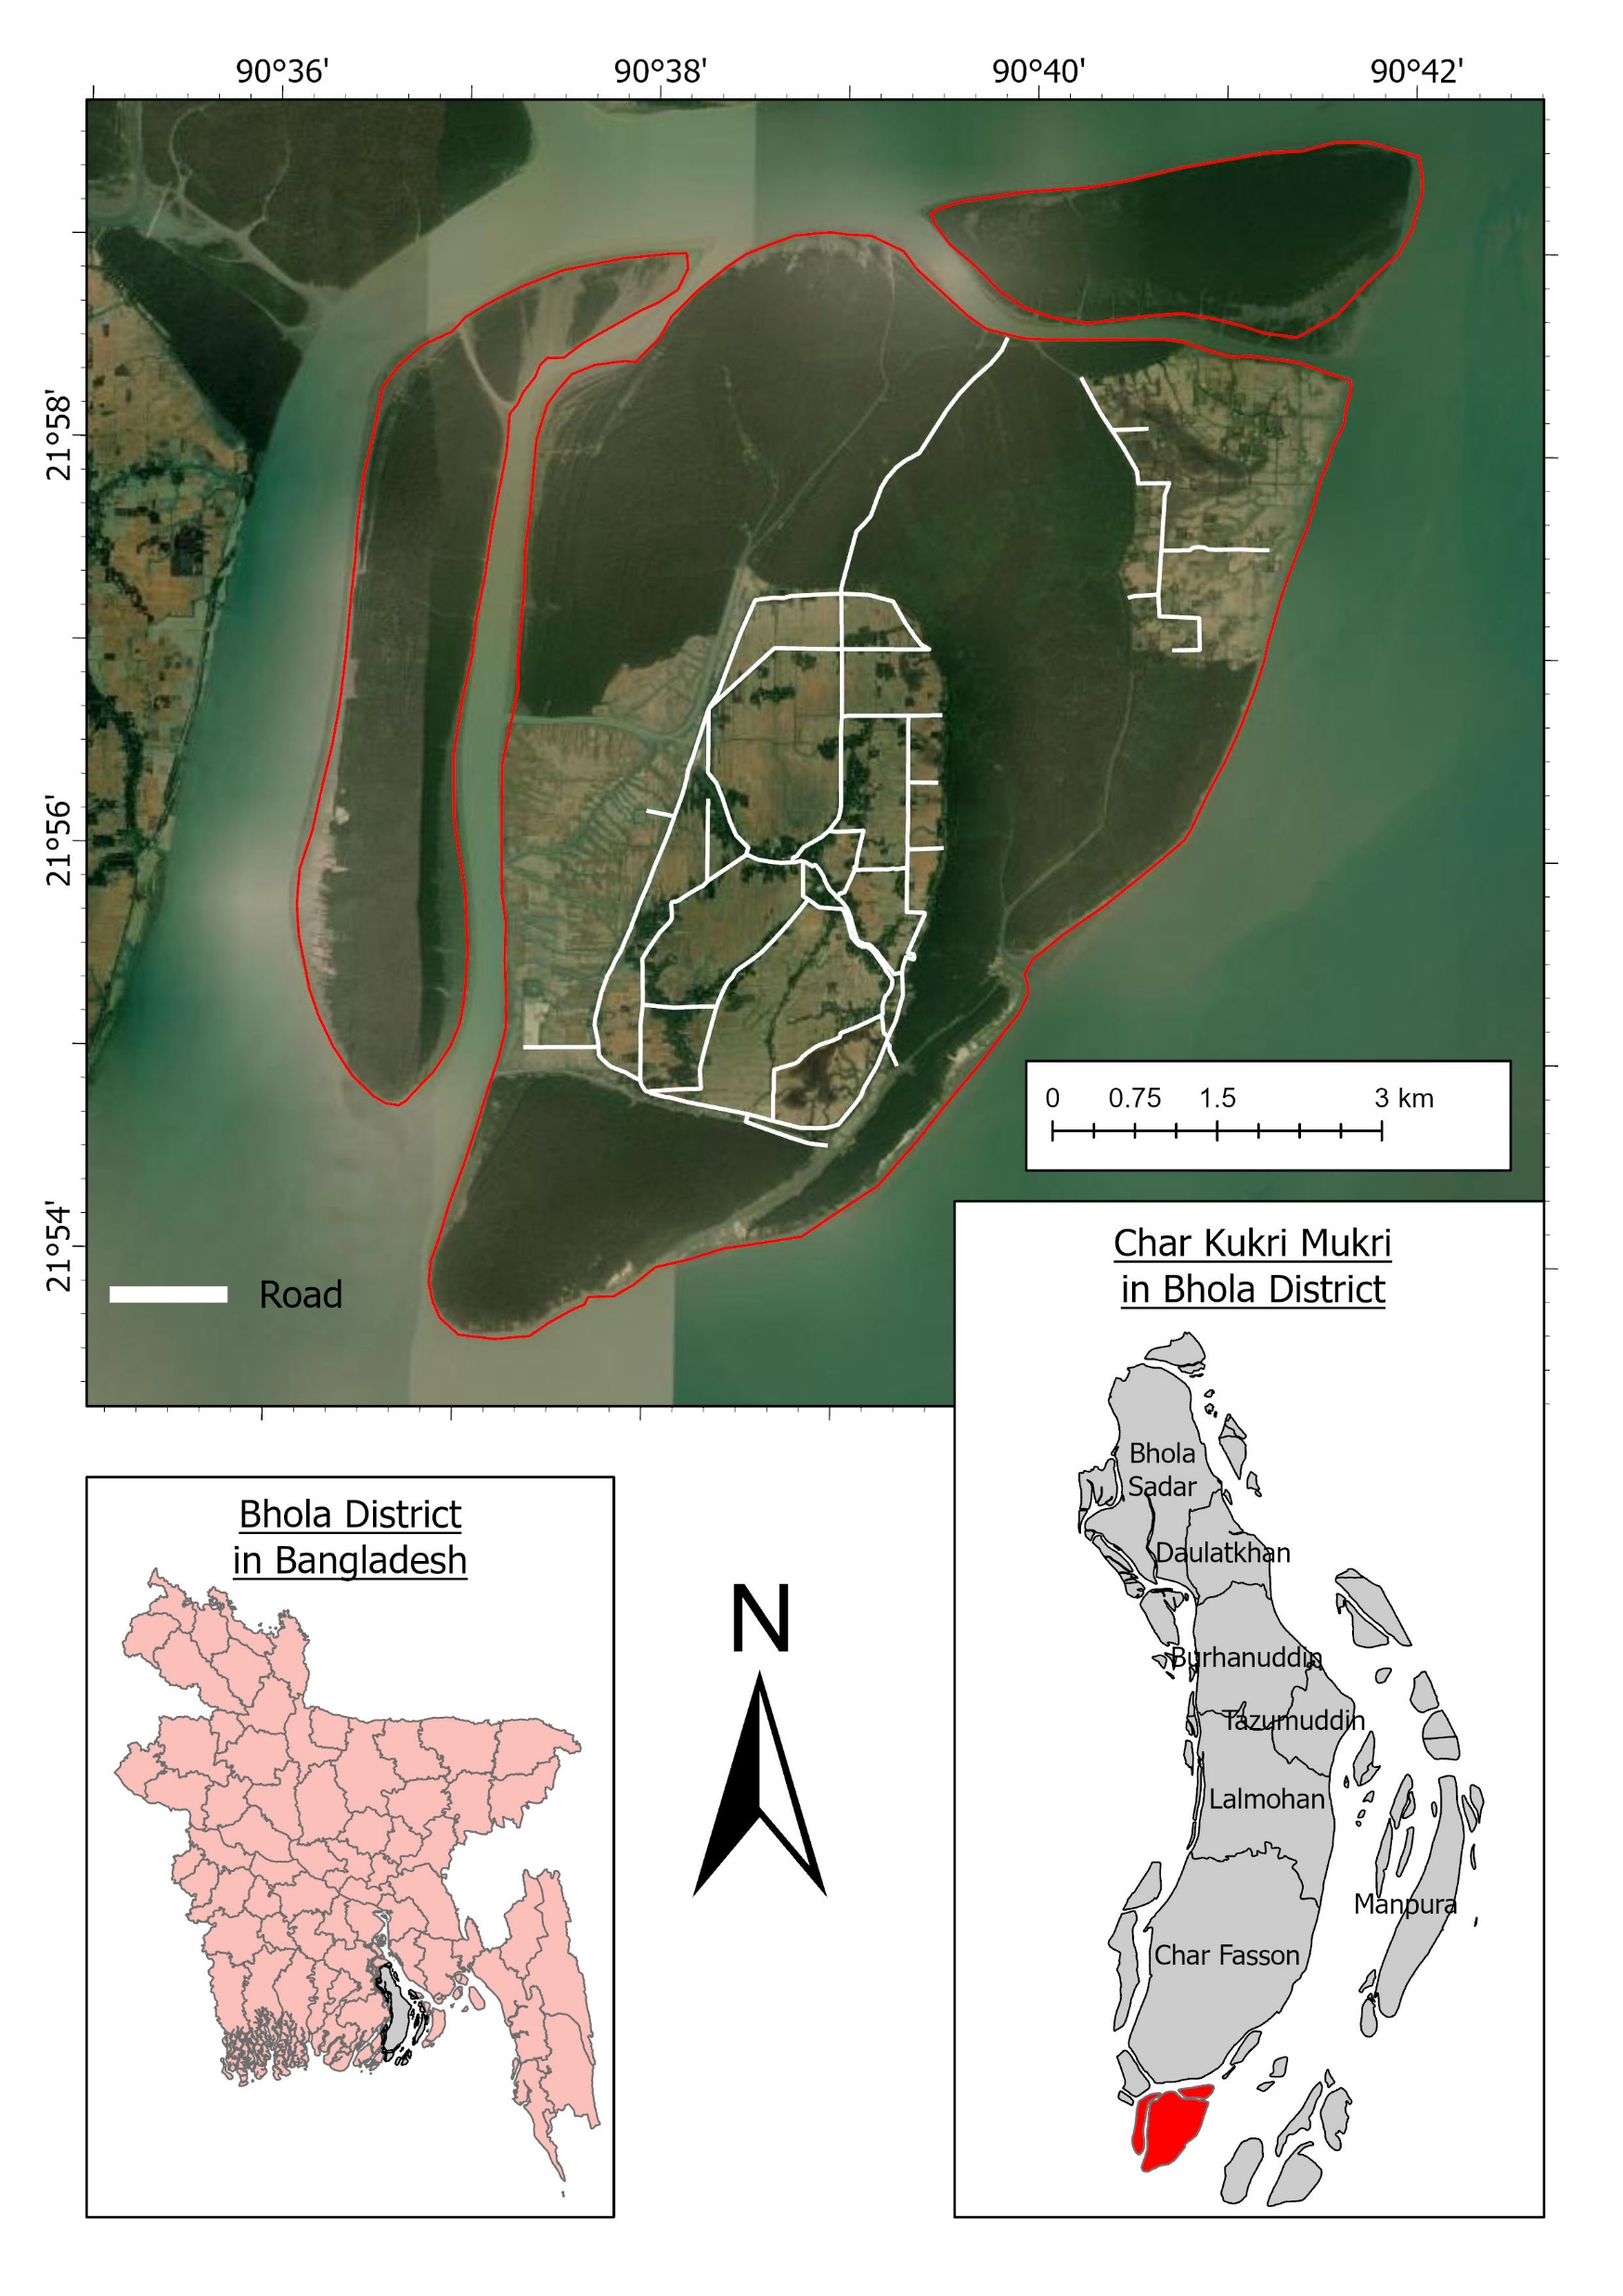 90°36'
90°38'
90°40'
90°42'
21°58'
21°56'
21°54'
0 0.75 1.5 3 km
Road
Char Kukri Mukri
in Bhola District
Bhola
Sadar
Daulatkhan
Burhanuddin
Tazumuddin
Lalmohan
Manpura
Char Fasson
Bhola District
in Bangladesh
N